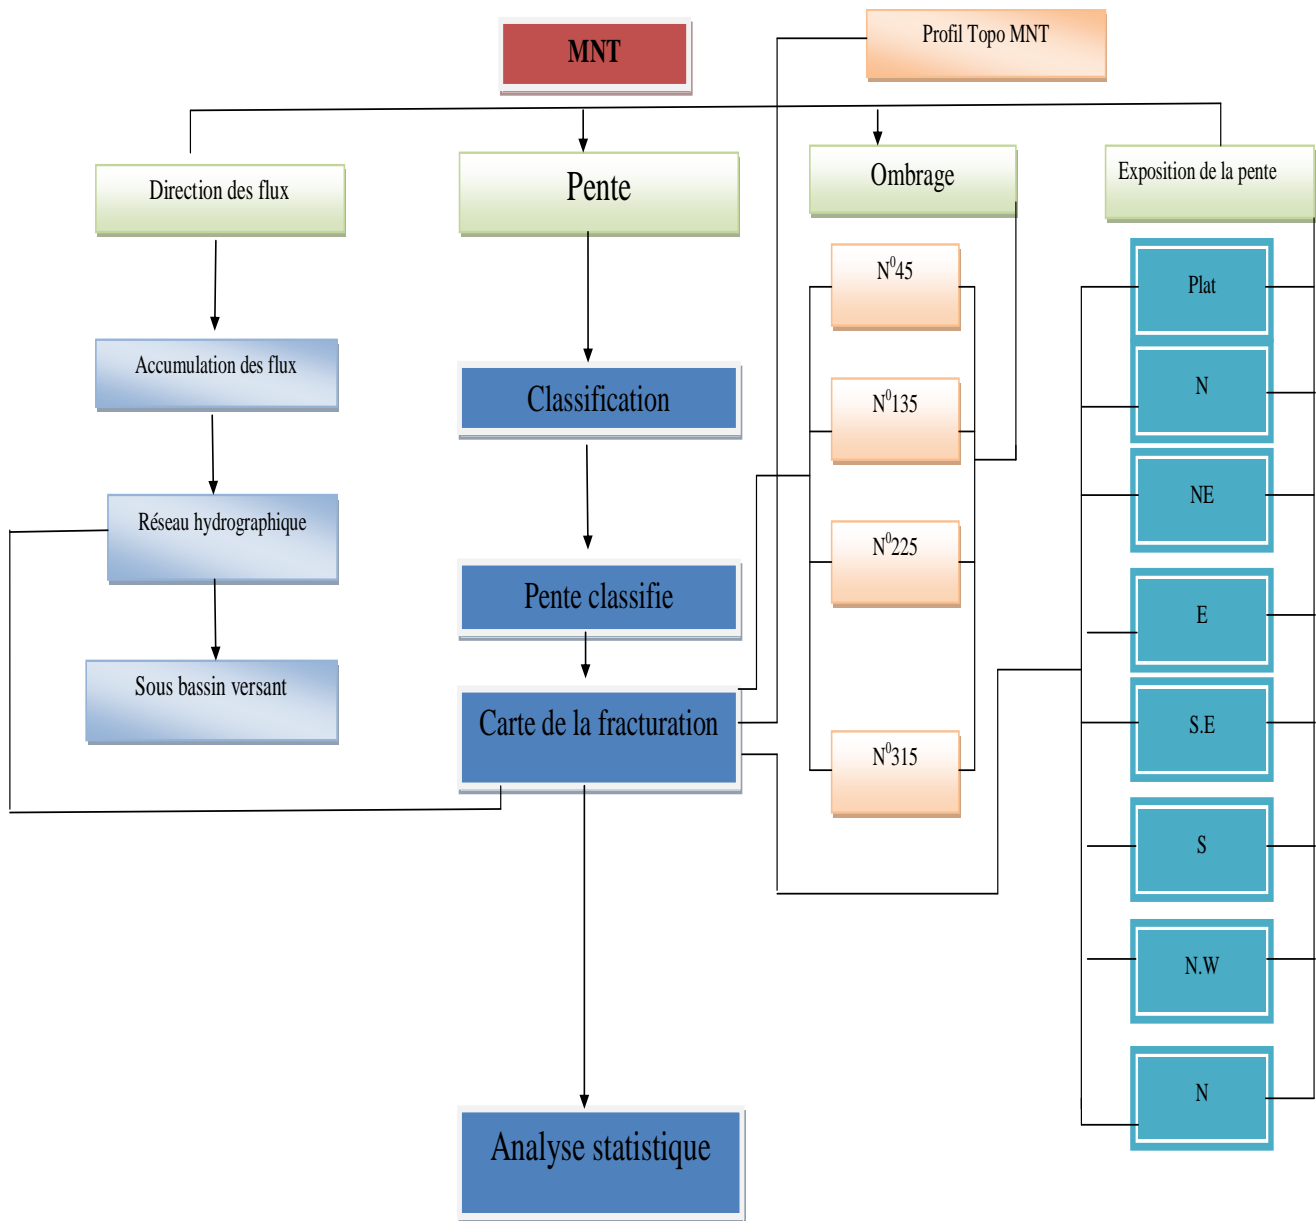 MNT
Profil Topo MNT
Direction des flux
Pente
Ombrage
Exposition de la pente
Accumulation des flux
Réseau hydrographique
Sous bassin versant
Classification
Pente classifie
Carte de la fracturation
Analyse statistique
N⁰45
N⁰135
N⁰225
N⁰315
Plat
N
NE
E
S.E
S
N.W
N